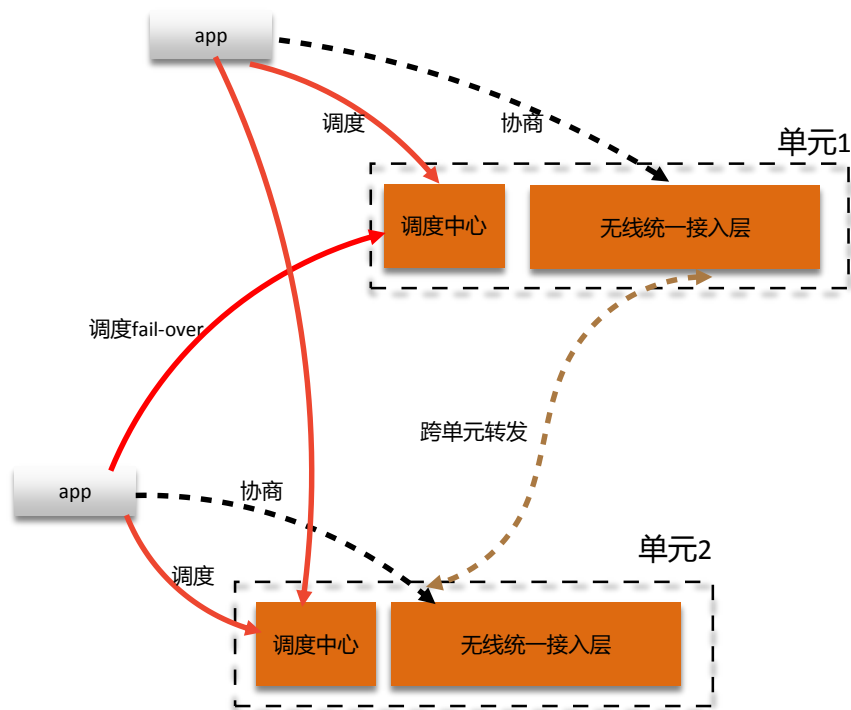 app
调度
协商
单元1
调度中心
无线统一接入层
调度fail-over
跨单元转发
app
协商
单元2
调度
调度中心
无线统一接入层